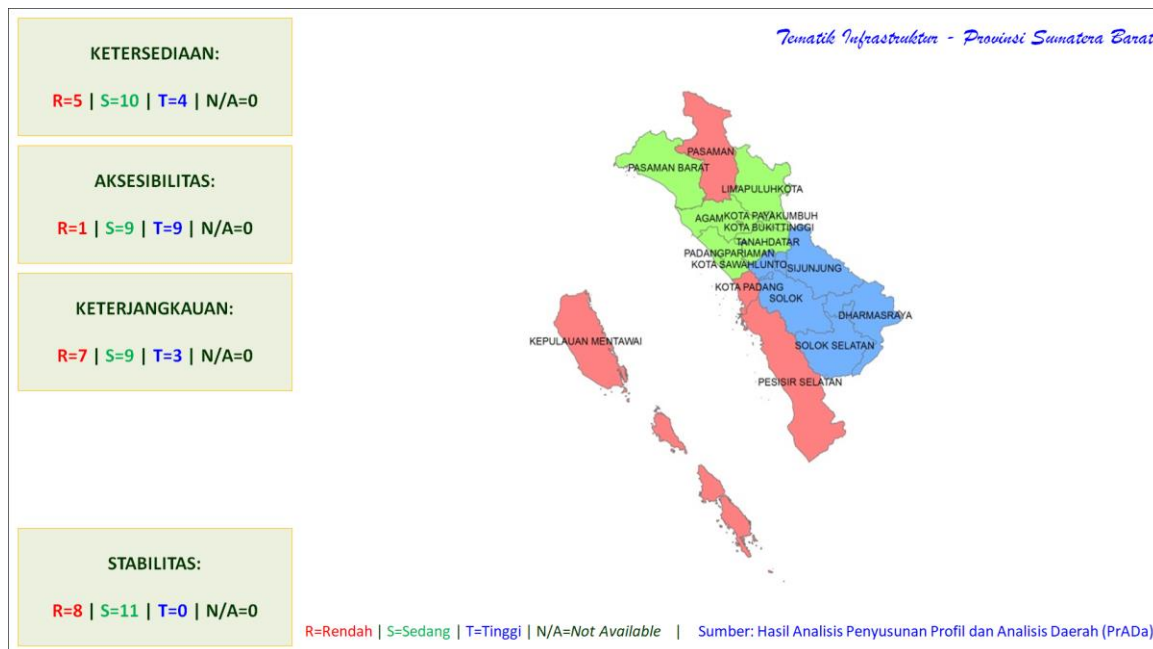 Tematik Infrastruktur - Provinsi Sumatera Barat
KETERSEDIAAN:
R=5 | S=10 | T=4 | N/A=0
AKSESIBILITAS:
R=1 | S=9 | T=9 | N/A=0
KETERJANGKAUAN:
R=7 | S=9 | T=3 | N/A=0
STABILITAS:
R=8 | S=11 | T=0 | N/A=0
PASAMAN
PASAMAN BARAT
LIMAPULUHKOTA
AGAM
KOTA PAYAKUMBUH
KOTA BUKITTINGGI
TANAHDATAR
PADANGPARIAMAN
KOTA SAWAHLUNTO
SIJUNJUNG
KOTA PADANG
SOLOK
DHARMASRAYA
KEPULAUAN MENTAWAI
SOLOK SELATAN
PESISIR SELATAN
R=Rendah | S=Sedang | T=Tinggi | N/A=Not Available | Sumber: Hasil Analisis Penyusunan Profil dan Analisis Daerah (PrADa)